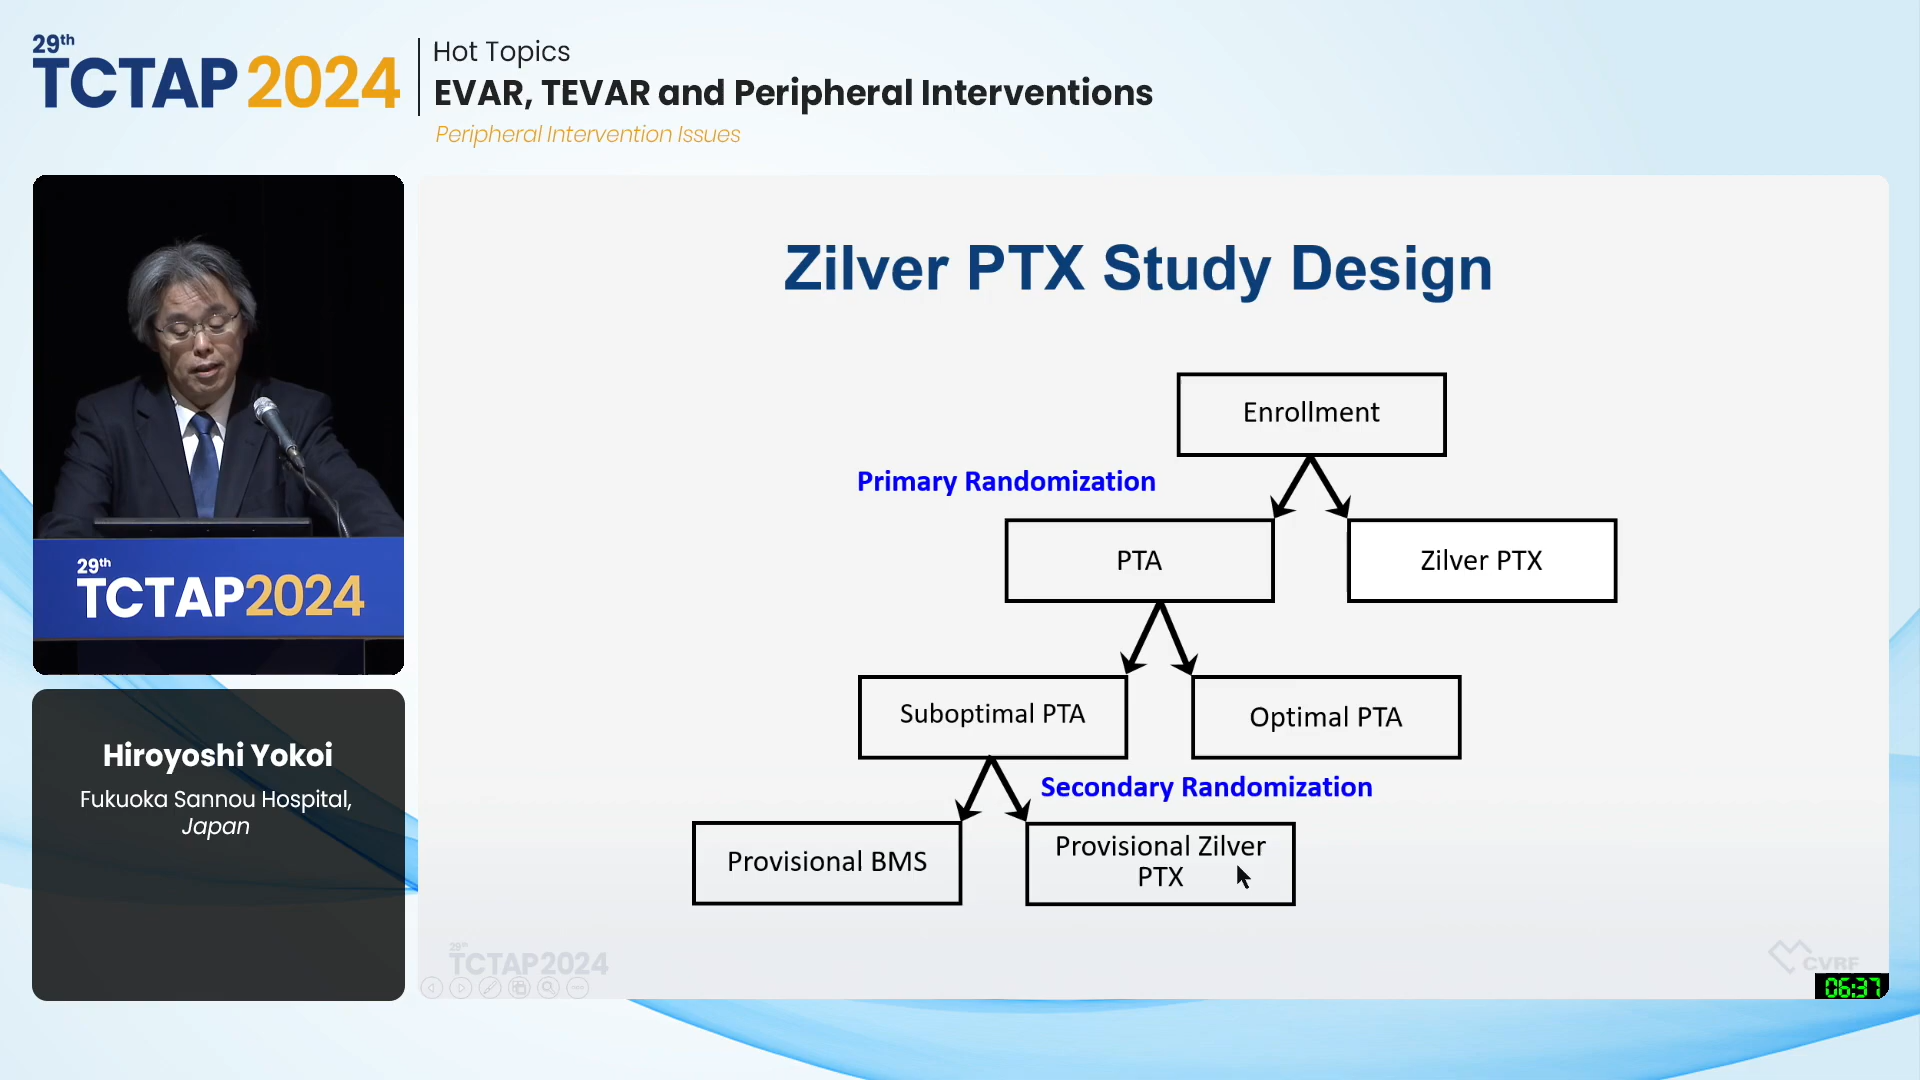 29th
TCTAP 2024
Hot Topics
EVAR, TEVAR and Peripheral Interventions
Peripheral Intervention Issues
29th
TCTAP2024
Hiroyoshi Yokoi
Fukuoka Sannou Hospital,
Japan
Zilver PTX Study Design
Enrollment
Primary Randomization
PTA
Zilver PTX
Suboptimal PTA
Optimal PTA
Secondary Randomization
Provisional BMS
Provisional Zilver
PTX
29th
TCTAP2024
CVRF
06:37